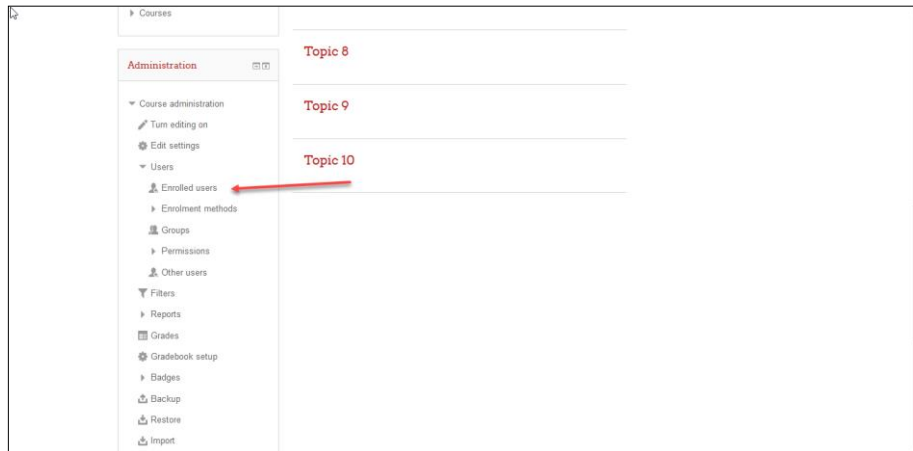 Courses
Administration
Course administration
Turn editing on
Edit settings
Users
Enrolled users
Enrolment methods
Groups
Permissions
Other users
Filters
Reports
Grades
Gradebook setup
Badges
Backup
Restore
Import
Topic 8
Topic 9
Topic 10